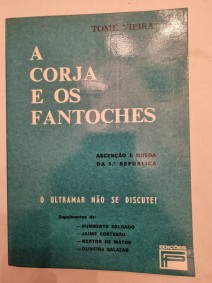 TOMÉ VIEIRA
A
CORJA
E OS
FANTOCHES
ASCENÇÃO E QUEDA
DA 1.ª REPÚBLICA
O ULTRAMAR NÃO SE DISCUTE!
Depoimentos de:
—HUMBERTO DELGADO
—JAIME CORTESÃO
—NORTON DE MATOS
—OLIVEIRA SALAZAR
EDIÇÕES